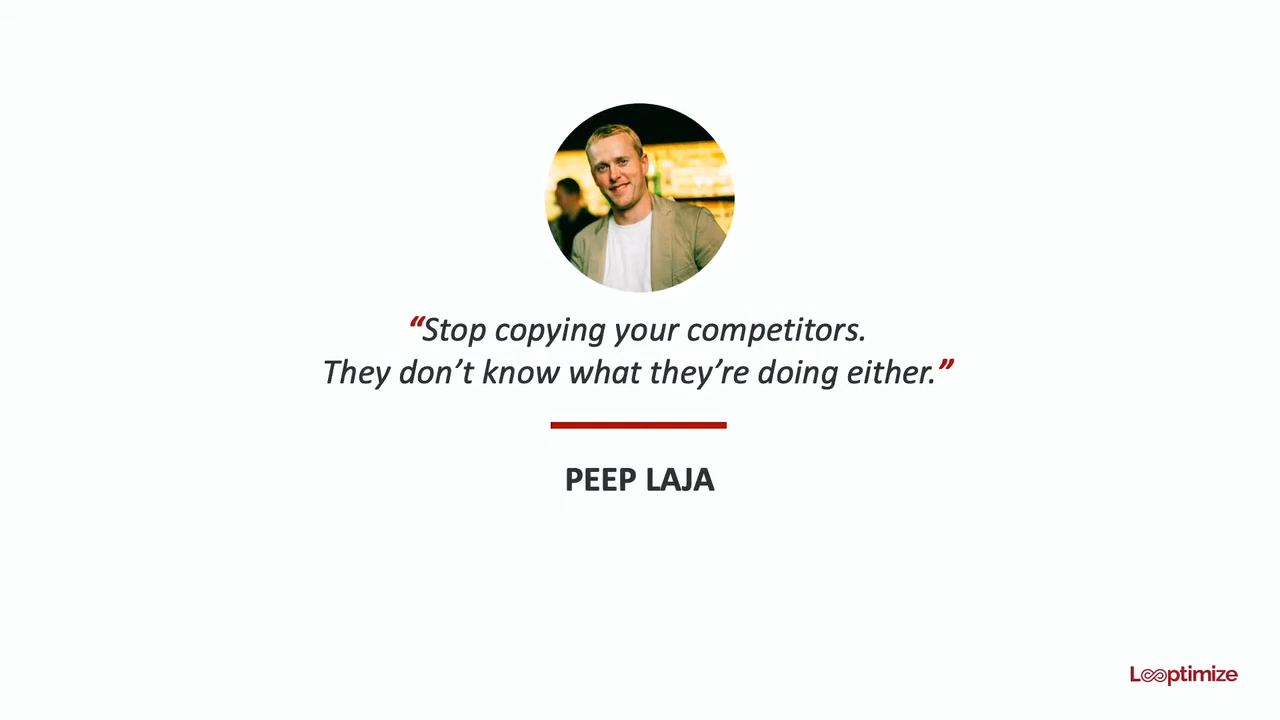 “Stop copying your competitors.
They don’t know what they’re doing either.”
PEEP LAJA
Looptimize